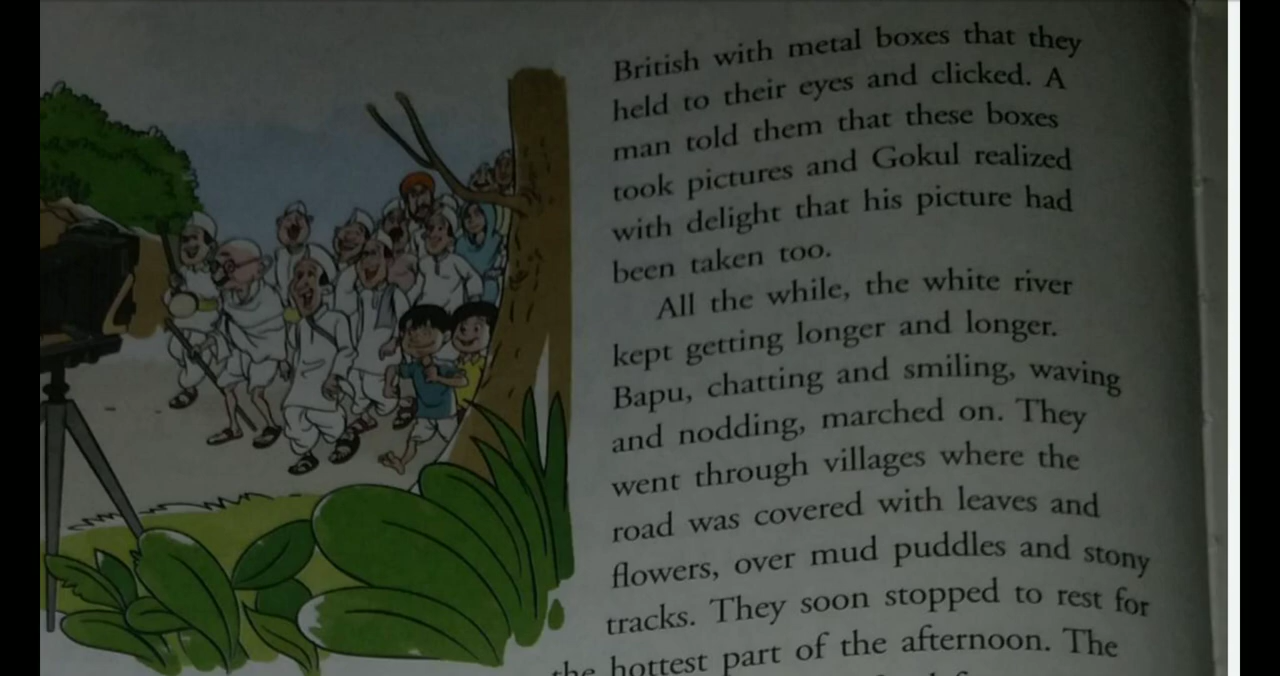 British with metal boxes that they
held to their eyes and clicked. A
man told them that these boxes
took pictures and Gokul realized
with delight that his picture had
been taken too.
All the while, the white river
kept getting longer and longer.
Bapu, chatting and smiling, waving
and nodding, marched on. They
went through villages where the
road was covered with leaves and
flowers, over mud puddles and stony
tracks. They soon stopped to rest for
the hottest part of the afternoon. The